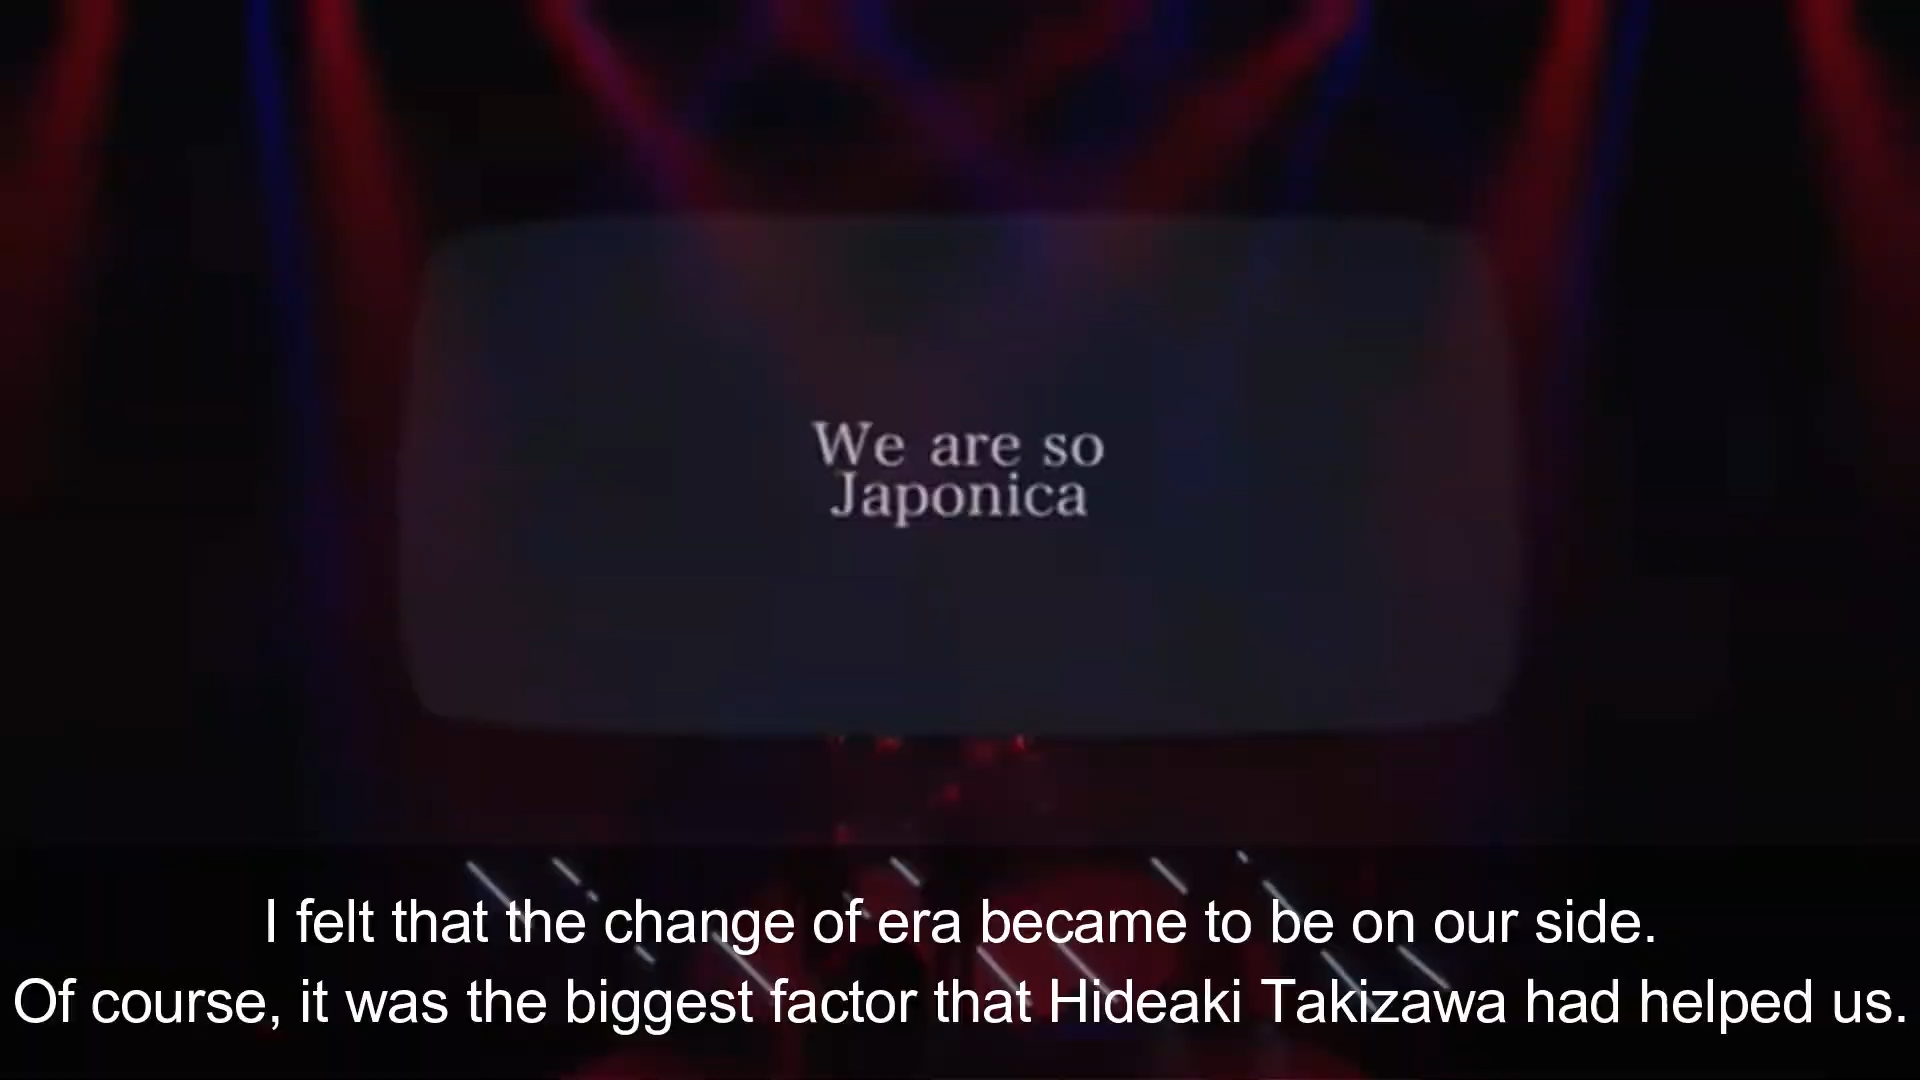 We are so
Japonica
I felt that the change of era became to be on our side.
Of course, it was the biggest factor that Hideaki Takizawa had helped us.